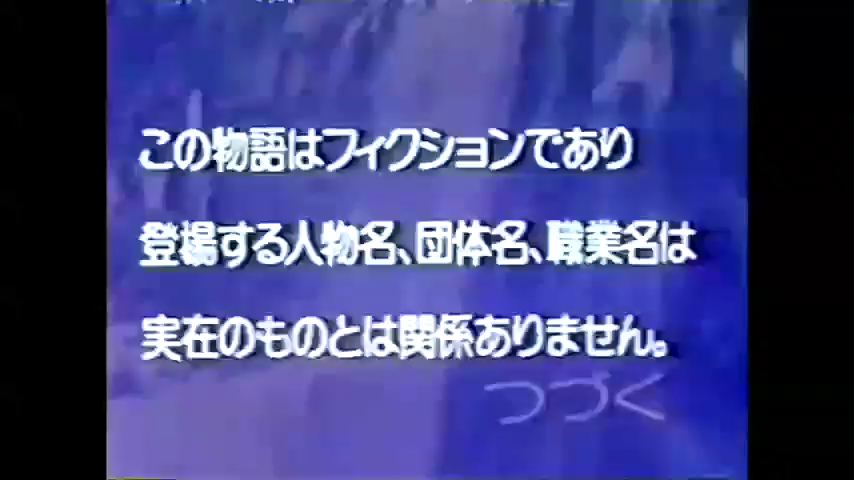 この物語はフィクションであり
登場する人物名、団体名、職業名は
実在のものとは関係ありません。
つづく